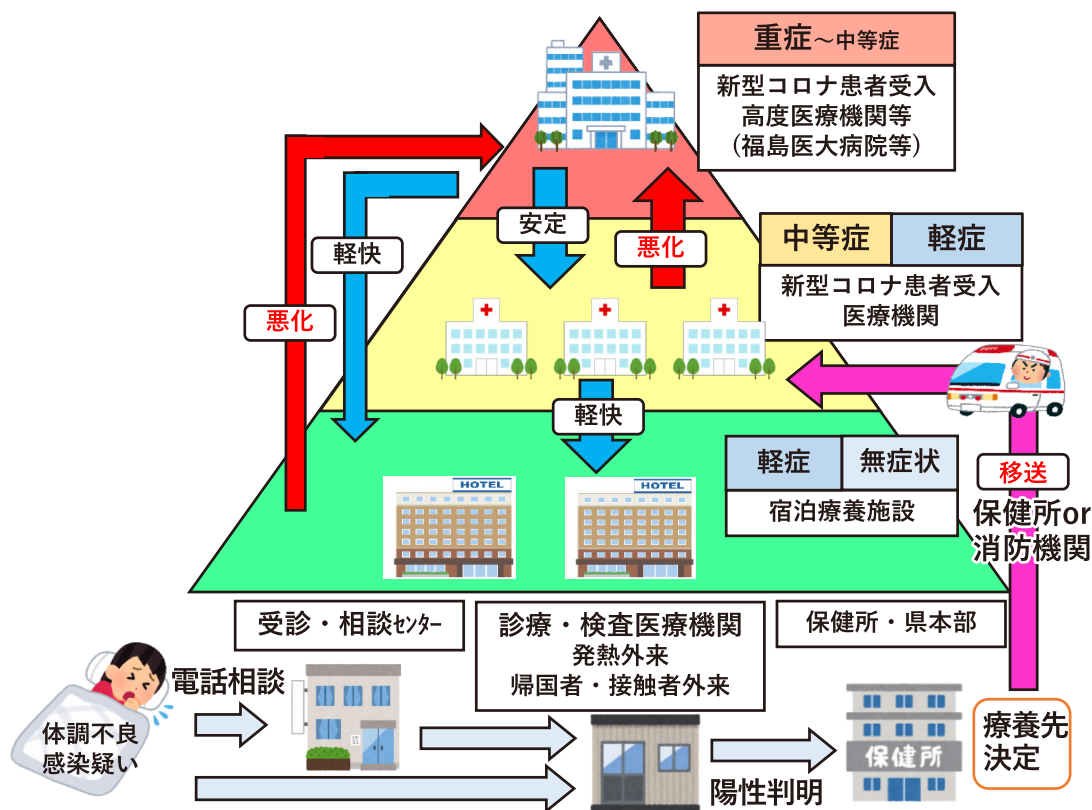 重症～中等症
新型コロナ患者受入
高度医療機関等
（福島医大病院等）
安定
悪化
軽快
悪化
中等症
軽症
新型コロナ患者受入
医療機関
軽快
HOTEL
HOTEL
軽症
無症状
宿泊療養施設
移送
保健所or
消防機関
受診・相談ｾﾝﾀｰ
診療・検査医療機関
発熱外来
帰国者・接触者外来
保健所・県本部
電話相談
体調不良
感染疑い
陽性判明
保健所
療養先
決定